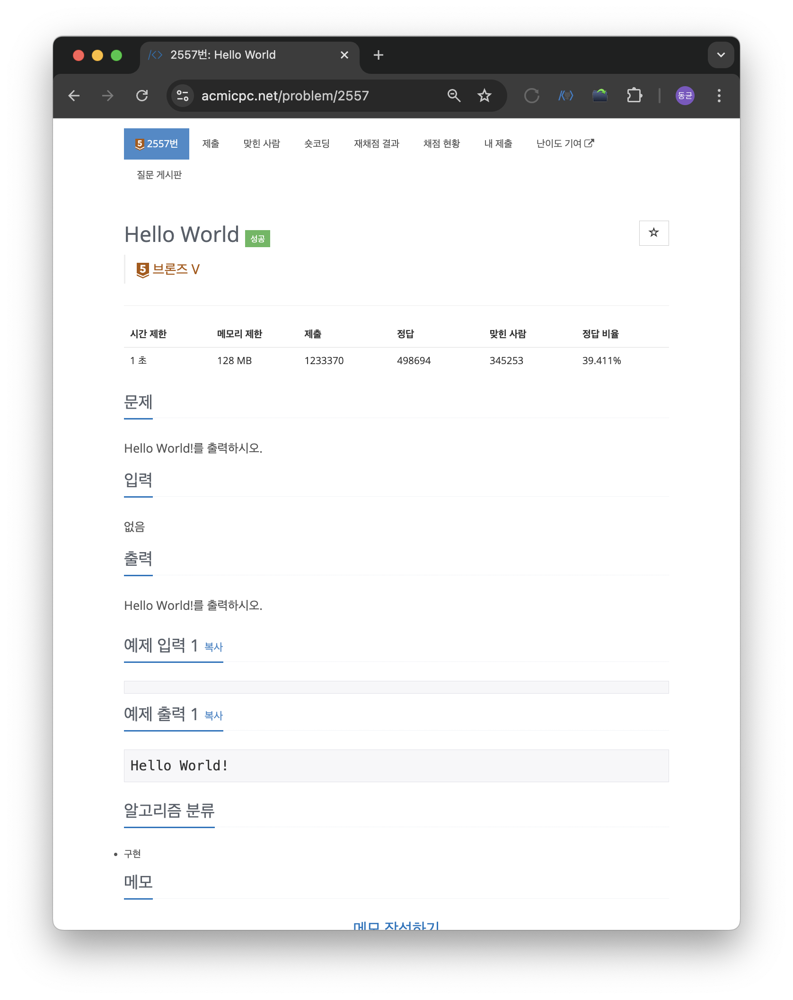 2557번: Hello World
acmicpc.net/problem/2557
동균
5 2557번 제출 맞힌 사람 숏코딩 재채점 결과 채점 현황 내 제출 난이도 기여
질문 게시판
Hello World 성공
5 브론즈 V
시간 제한 메모리 제한 제출 정답 맞힌 사람 정답 비율
1 초 128 MB 1233370 498694 345253 39.411%
문제
Hello World!를 출력하시오.
입력
없음
출력
Hello World!를 출력하시오.
예제 입력 1 복사
예제 출력 1 복사
Hello World!
알고리즘 분류
• 구현
메모
메모 작성하기